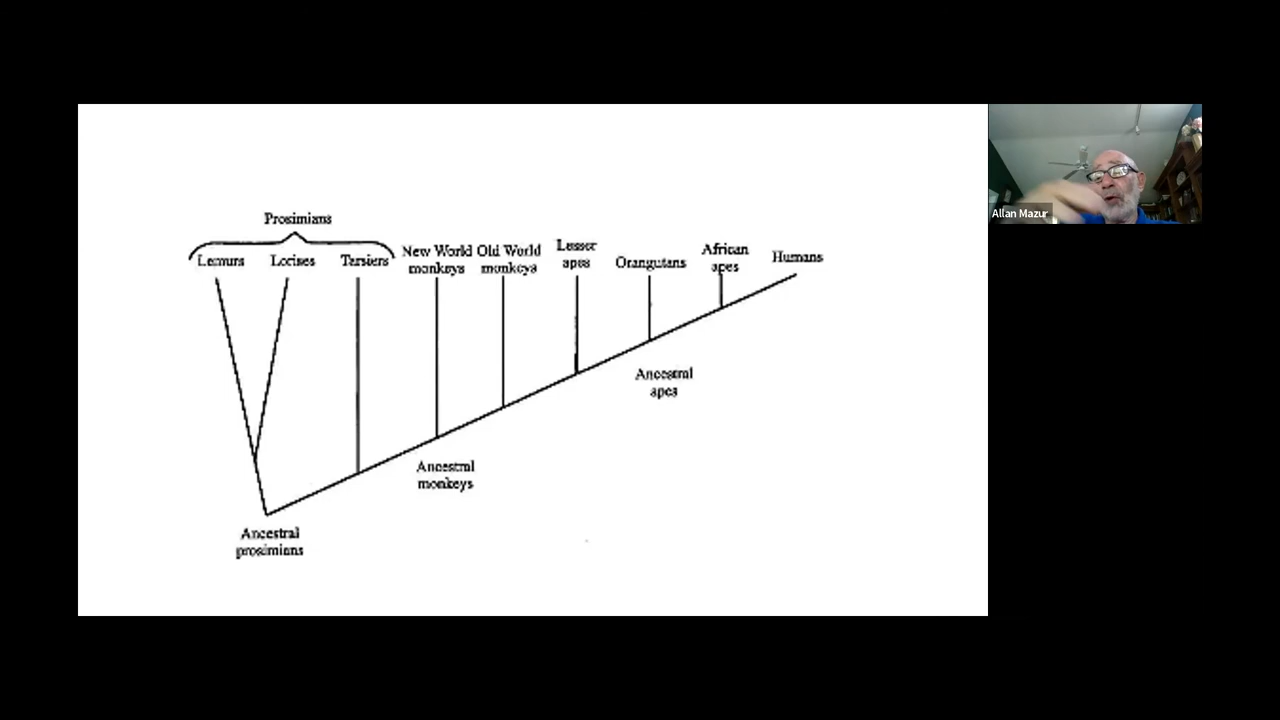 Prosimians
Lemurs Lorises Tarsiers
New World
monkeys
Old World
monkeys
Lesser
apes
Orangutans
African
apes
Humans
Ancestral
apes
Ancestral
monkeys
Ancestral
prosimians
Allan Mazur